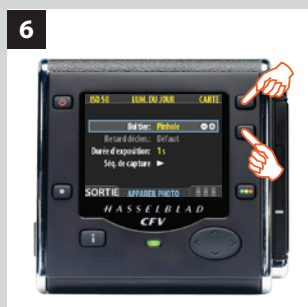 6
ISO 50 LUM. DU JOUR CARTE
Boîtier: Pinhole
Retard déclen.: Défaut
Durée d'exposition: 1s
Séq. de capture
SORTIE APPAREIL PHOTO
HASSELBLAD
CFV
i